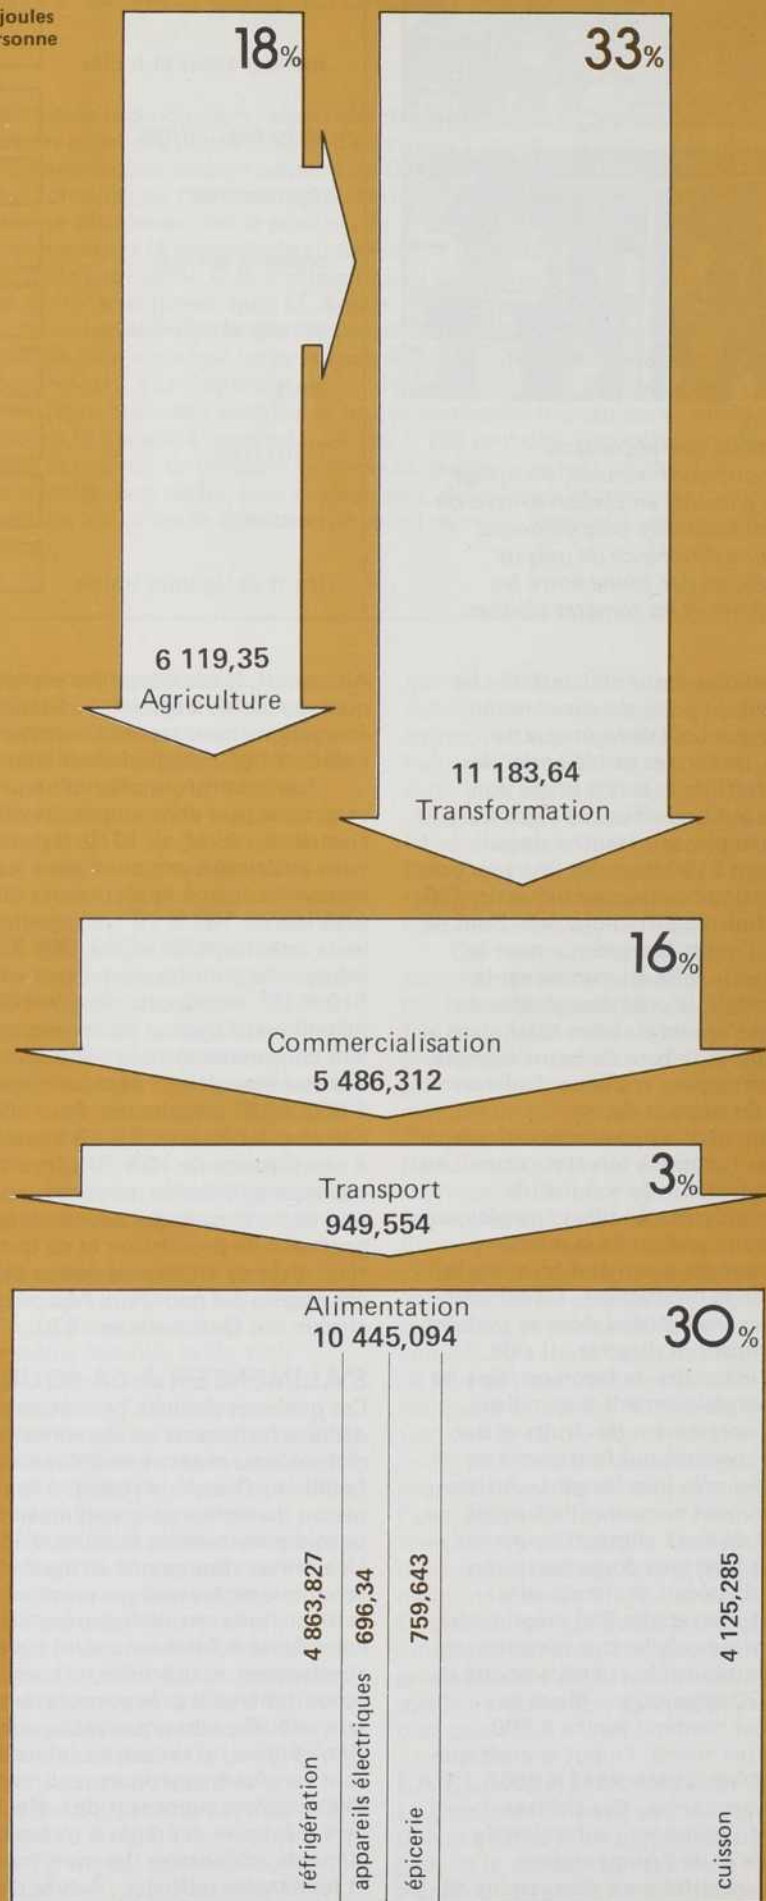 joules
rsonne
18%
33%
6 119,35
Agriculture
11 183,64
Transformation
16%
Commercialisation
5 486,312
3%
Transport
949,554
Alimentation
10 445,094
30%
réfrigération 4 863,827
appareils électriques 696,34
épicerie 759,643
cuisson 4 125,285